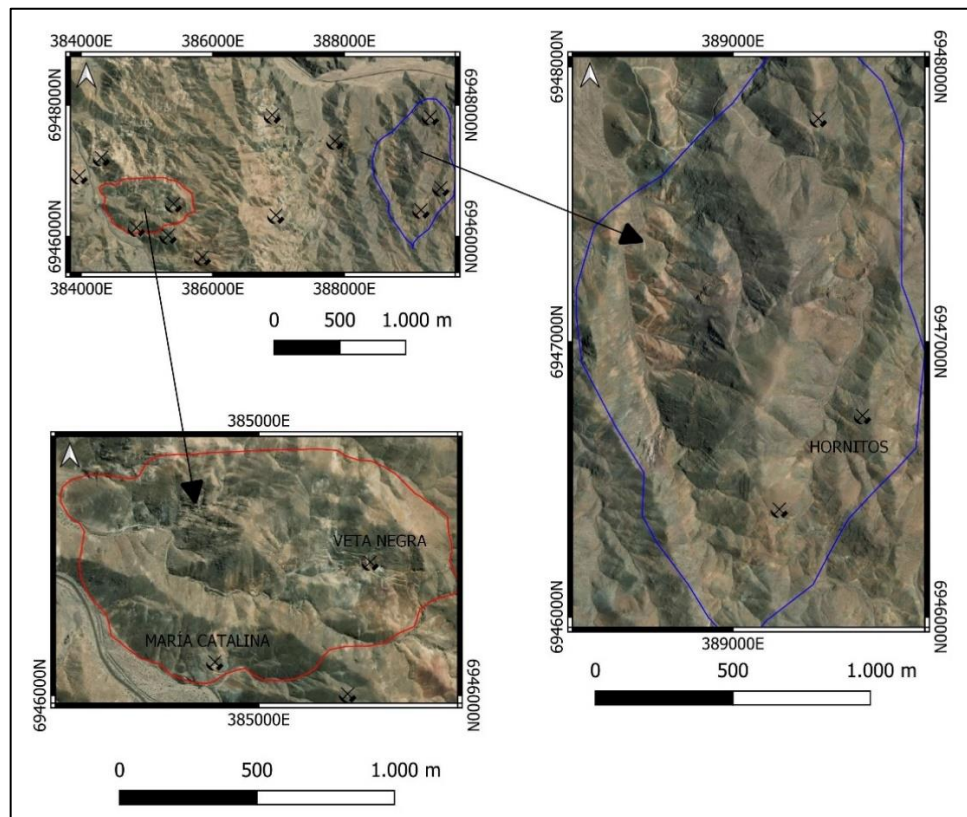 384000E 386000E 388000E
6948000N 6948000N
6946000N 6946000N
384000E 386000E 388000E
0 500 1.000 m
385000E
VETA NEGRA
MARÍA CATALINA
6946000N 6946000N
385000E
0 500 1.000 m
389000E
6948000N 6948000N
6947000N 6947000N
HORNITOS
6946000N 6946000N
389000E
0 500 1.000 m